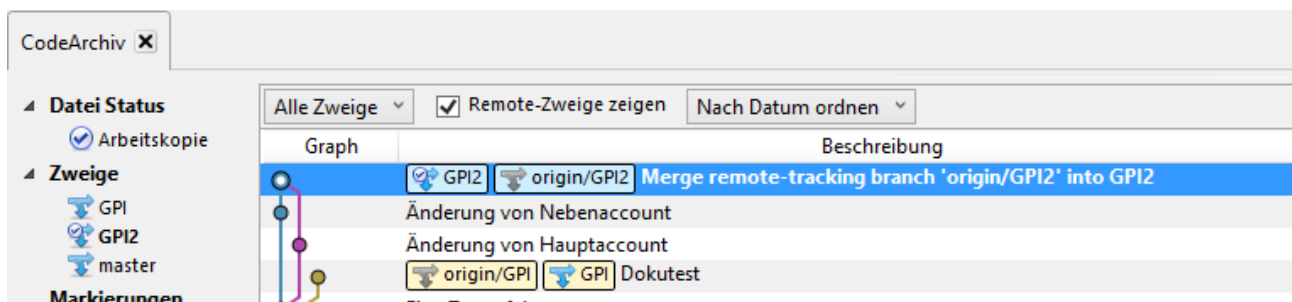 CodeArchiv
Datei Status
Arbeitskopie
Zweige
GPI
GPI2
master
Markierungen
Alle Zweige Remote-Zweige zeigen Nach Datum ordnen
Graph Beschreibung
GPI2 origin/GPI2 Merge remote-tracking branch 'origin/GPI2' into GPI2
Änderung von Nebenaccount
Änderung von Hauptaccount
origin/GPI GPI Dokutest